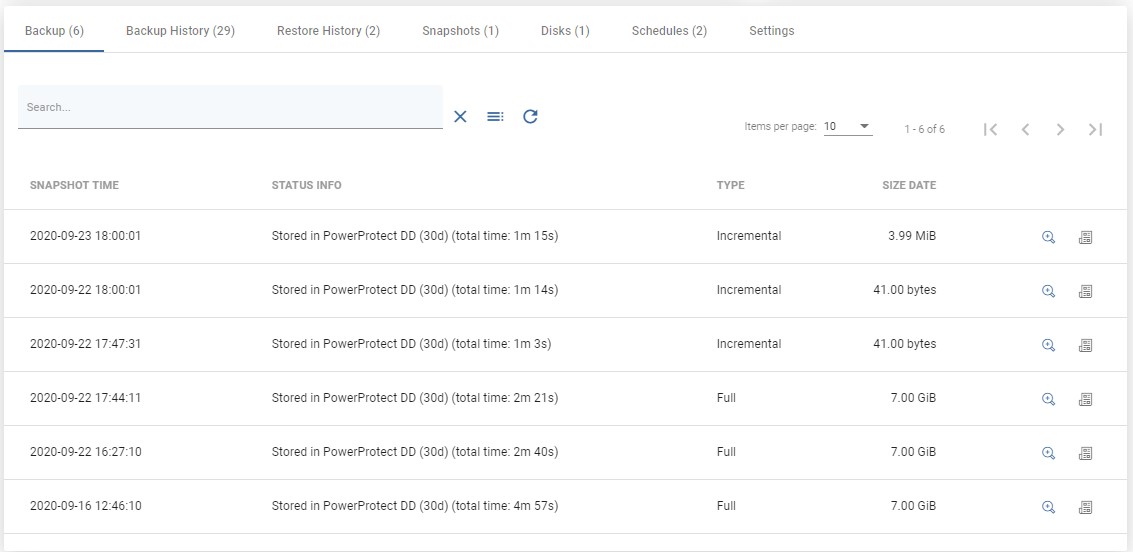 Backup (6) Backup History (29) Restore History (2) Snapshots (1) Disks (1) Schedules (2) Settings
Search...
Items per page: 10 1 - 6 of 6
SNAPSHOT TIME STATUS INFO TYPE SIZE DATE
2020-09-23 18:00:01 Stored in PowerProtect DD (30d) (total time: 1m 15s) Incremental 3.99 MiB
2020-09-22 18:00:01 Stored in PowerProtect DD (30d) (total time: 1m 14s) Incremental 41.00 bytes
2020-09-22 17:47:31 Stored in PowerProtect DD (30d) (total time: 1m 3s) Incremental 41.00 bytes
2020-09-22 17:44:11 Stored in PowerProtect DD (30d) (total time: 2m 21s) Full 7.00 GiB
2020-09-22 16:27:10 Stored in PowerProtect DD (30d) (total time: 2m 40s) Full 7.00 GiB
2020-09-16 12:46:10 Stored in PowerProtect DD (30d) (total time: 4m 57s) Full 7.00 GiB